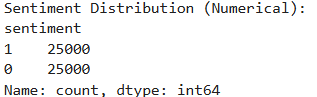 Sentiment Distribution (Numerical):
sentiment
1    25000
0    25000
Name: count, dtype: int64